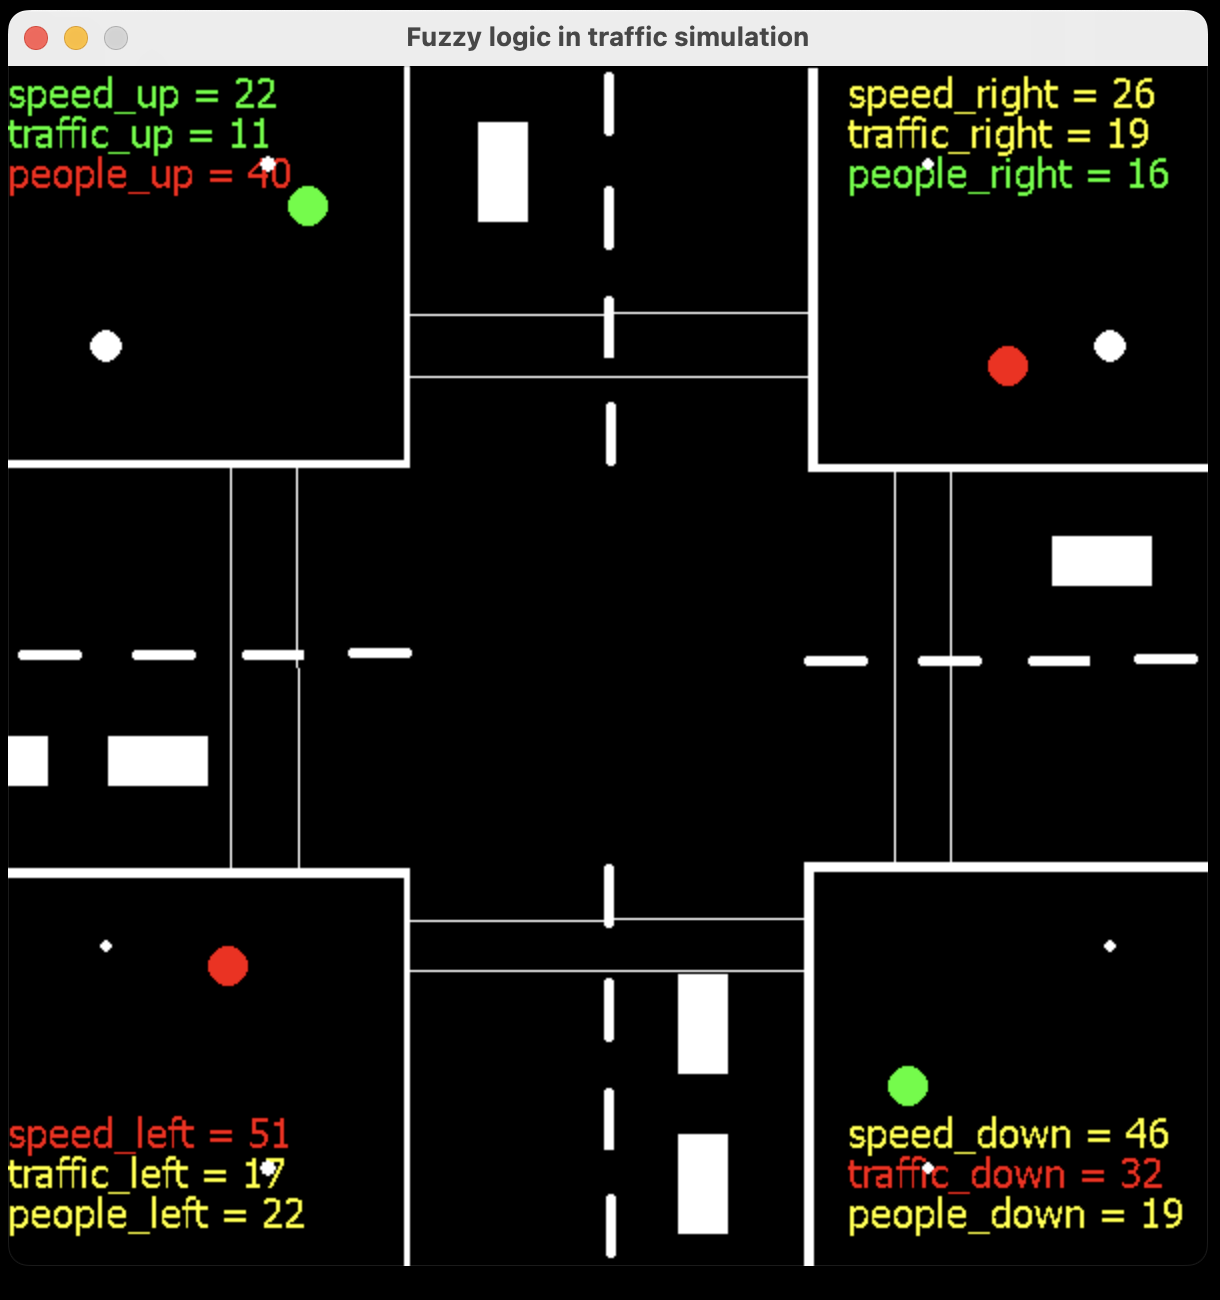 Fuzzy logic in traffic simulation
speed_up = 22
traffic_up = 11
people_up = 40
speed_right = 26
traffic_right = 19
people_right = 16
speed_left = 51
traffic_left = 17
people_left = 22
speed_down = 46
traffic_down = 32
people_down = 19